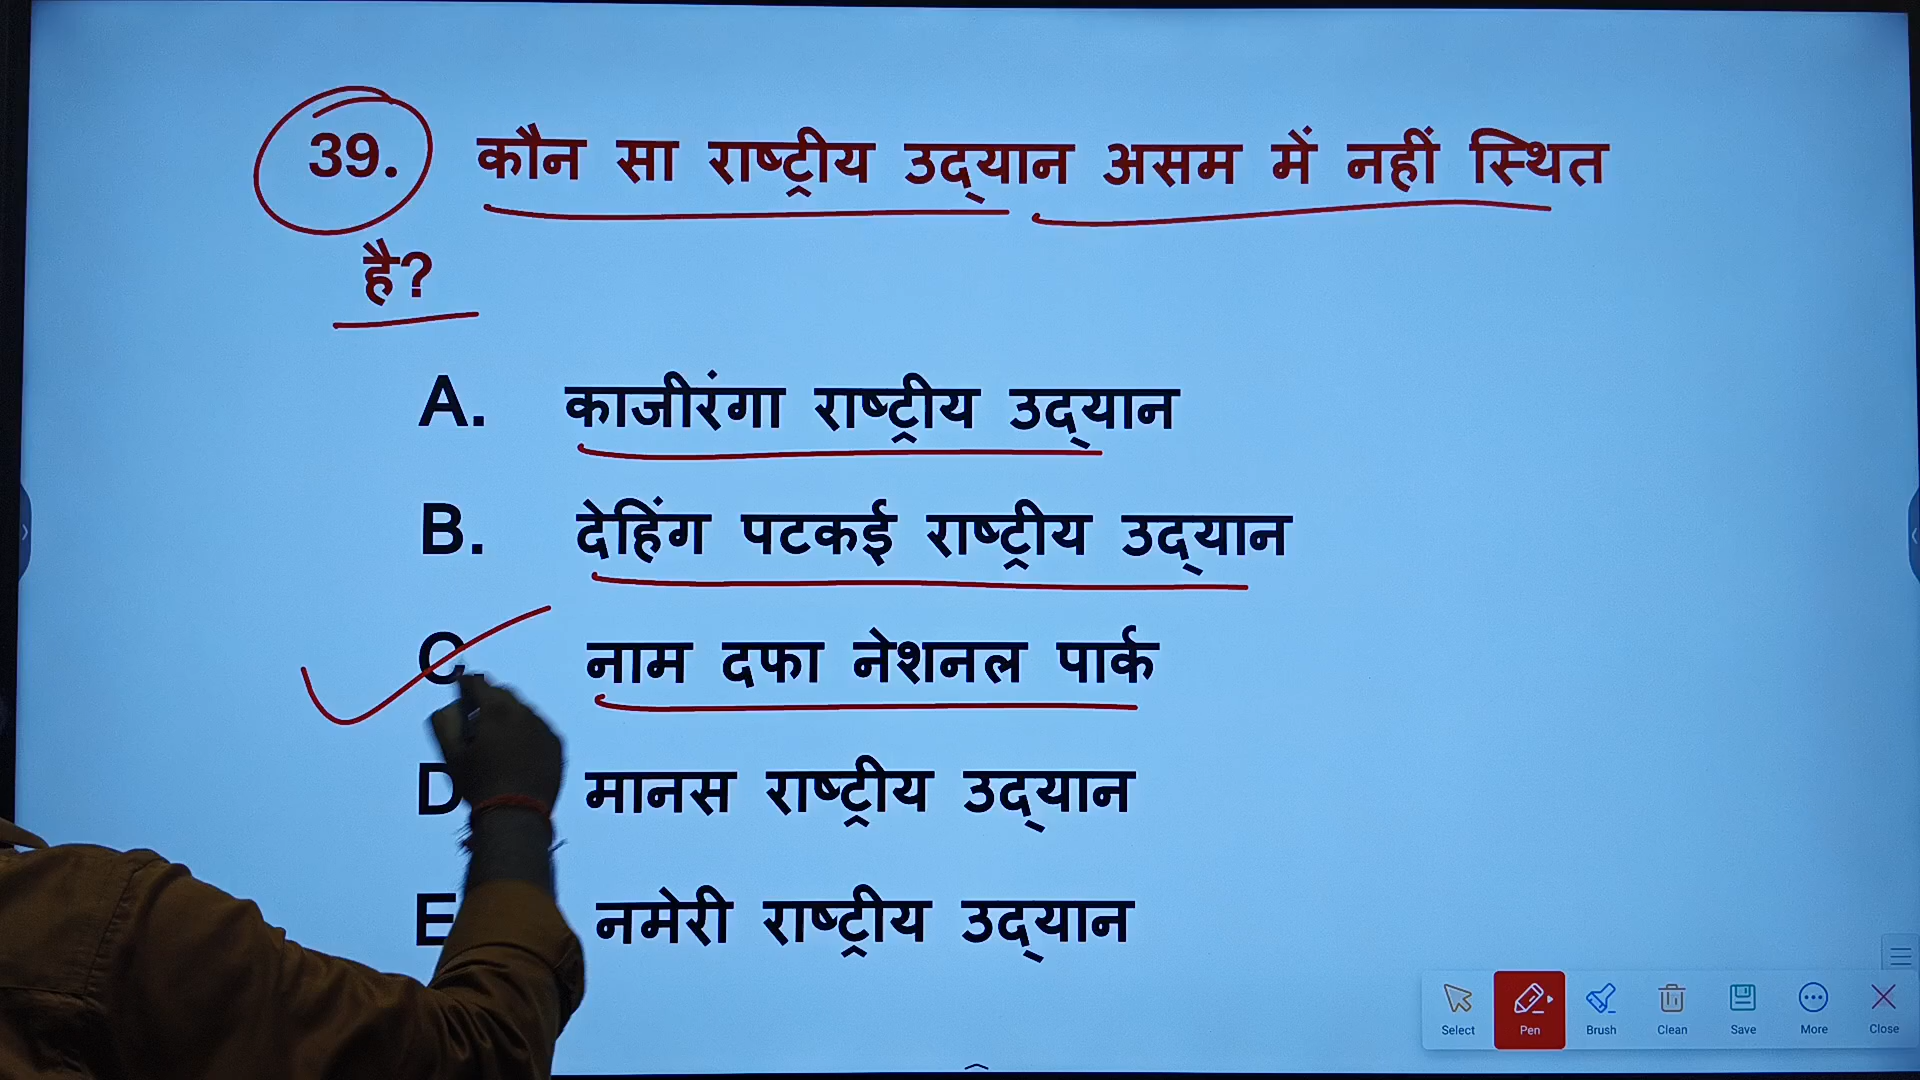 39. कौन सा राष्ट्रीय उद्यान असम में नहीं स्थित
है?
A. काजीरंगा राष्ट्रीय उद्यान
B. देहिंग पटकई राष्ट्रीय उद्यान
C. नाम दफा नेशनल पार्क
D मानस राष्ट्रीय उद्यान
E नमेरी राष्ट्रीय उद्यान
Select Pen Brush Clean Save More Close